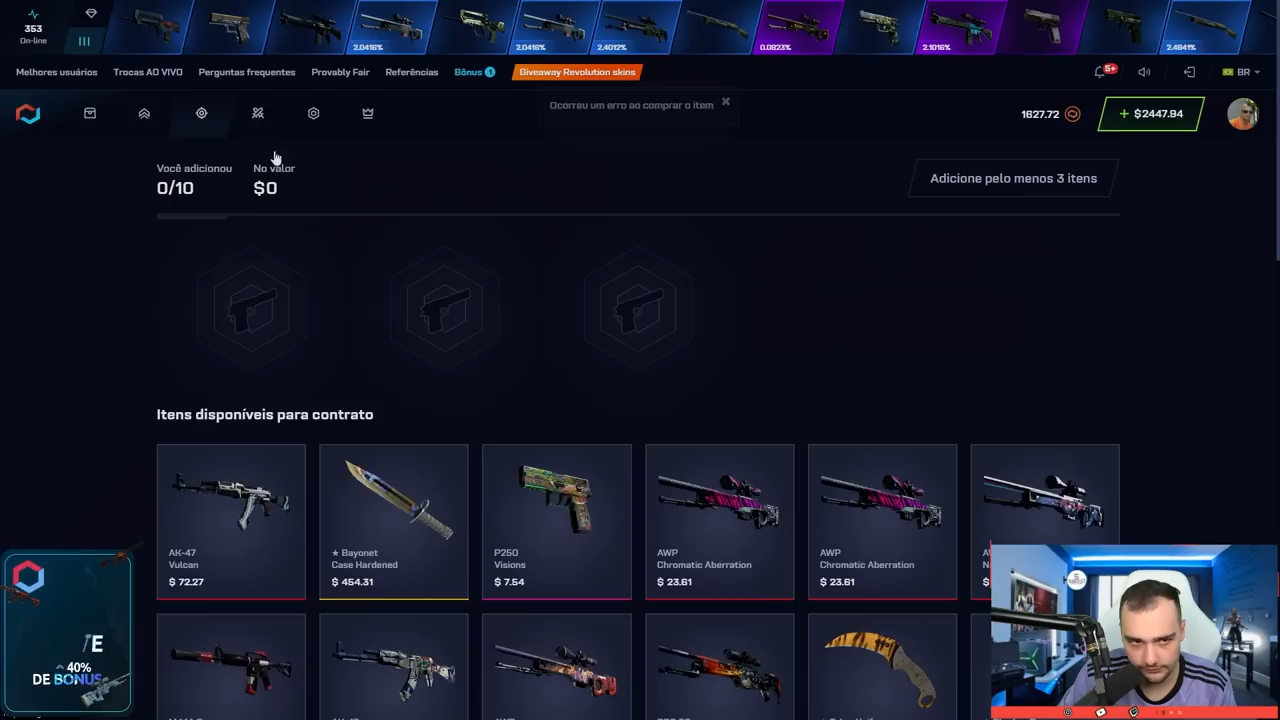 353
On-line
2.0416%
2.0416%
2.4012%
0.0823%
2.1016%
2.4841%
Melhores usuários
Trocas AO VIVO
Perguntas frequentes
Provably Fair
Referências
Bônus 1
Giveaway Revolution skins
5+
BR
Ocorreu um erro ao comprar o item
1627.72
+ $2447.94
Você adicionou
0/10
No valor
$0
Adicione pelo menos 3 itens
Itens disponíveis para contrato
AK-47
Vulcan
$ 72.27
★ Bayonet
Case Hardened
$ 454.31
P250
Visions
$ 7.54
AWP
Chromatic Aberration
$ 23.61
AWP
Chromatic Aberration
$ 23.61
40%
DE BONUS